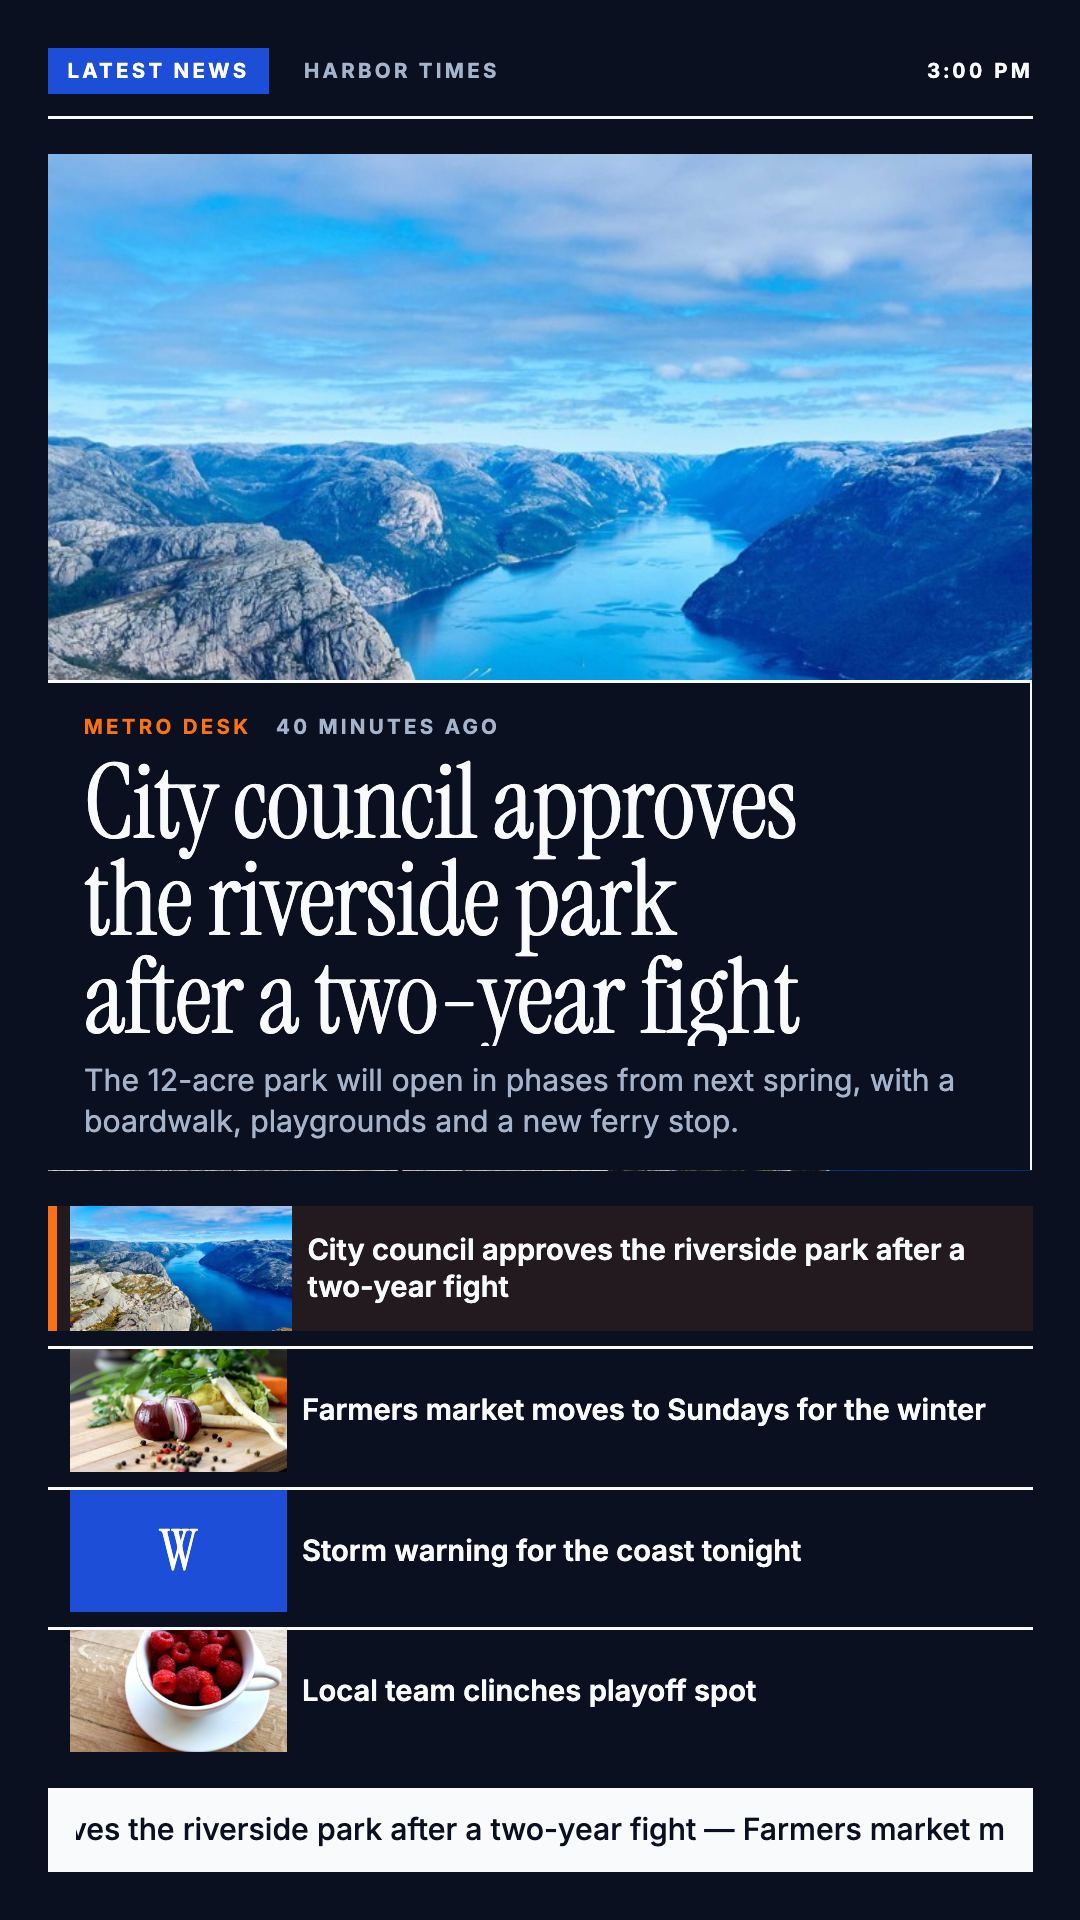 LATEST NEWS HARBOR TIMES 3:00 PM
METRO DESK 40 MINUTES AGO
City council approves
the riverside park
after a two-year fight
The 12-acre park will open in phases from next spring, with a
boardwalk, playgrounds and a new ferry stop.
City council approves the riverside park after a
two-year fight
Farmers market moves to Sundays for the winter
W
Storm warning for the coast tonight
Local team clinches playoff spot
ves the riverside park after a two-year fight — Farmers market m